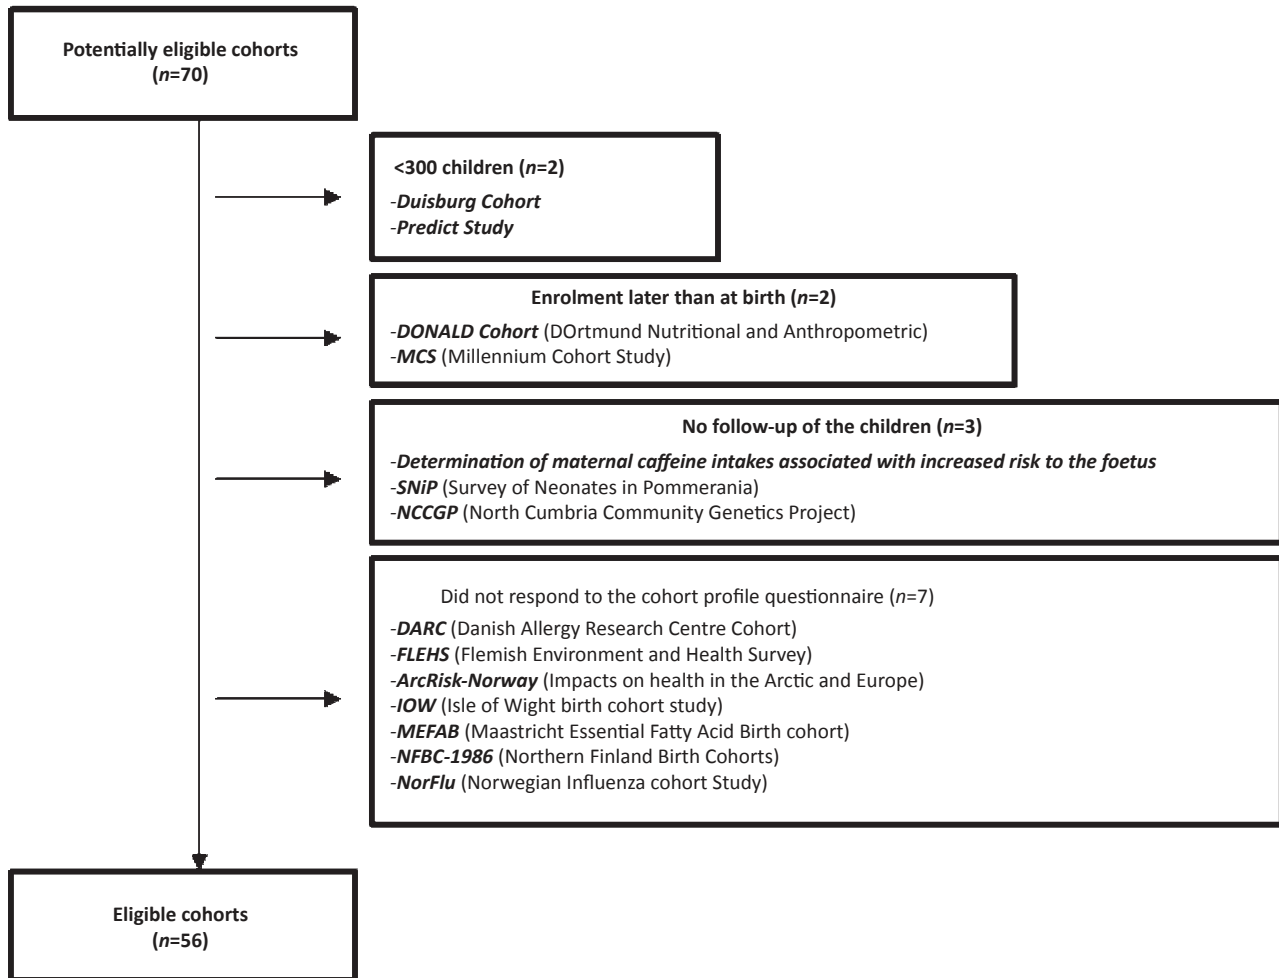 Potentially eligible cohorts
(n=70)
<300 children (n=2)
-Duisburg Cohort
-Predict Study
Enrolment later than at birth (n=2)
-DONALD Cohort (DOrtmund Nutritional and Anthropometric)
-MCS (Millennium Cohort Study)
No follow-up of the children (n=3)
-Determination of maternal caffeine intakes associated with increased risk to the foetus
-SNiP (Survey of Neonates in Pommerania)
-NCCGP (North Cumbria Community Genetics Project)
Did not respond to the cohort profile questionnaire (n=7)
-DARC (Danish Allergy Research Centre Cohort)
-FLEHS (Flemish Environment and Health Survey)
-ArcRisk-Norway (Impacts on health in the Arctic and Europe)
-IOW (Isle of Wight birth cohort study)
-MEFAB (Maastricht Essential Fatty Acid Birth cohort)
-NFBC-1986 (Northern Finland Birth Cohorts)
-NorFlu (Norwegian Influenza cohort Study)
Eligible cohorts
(n=56)